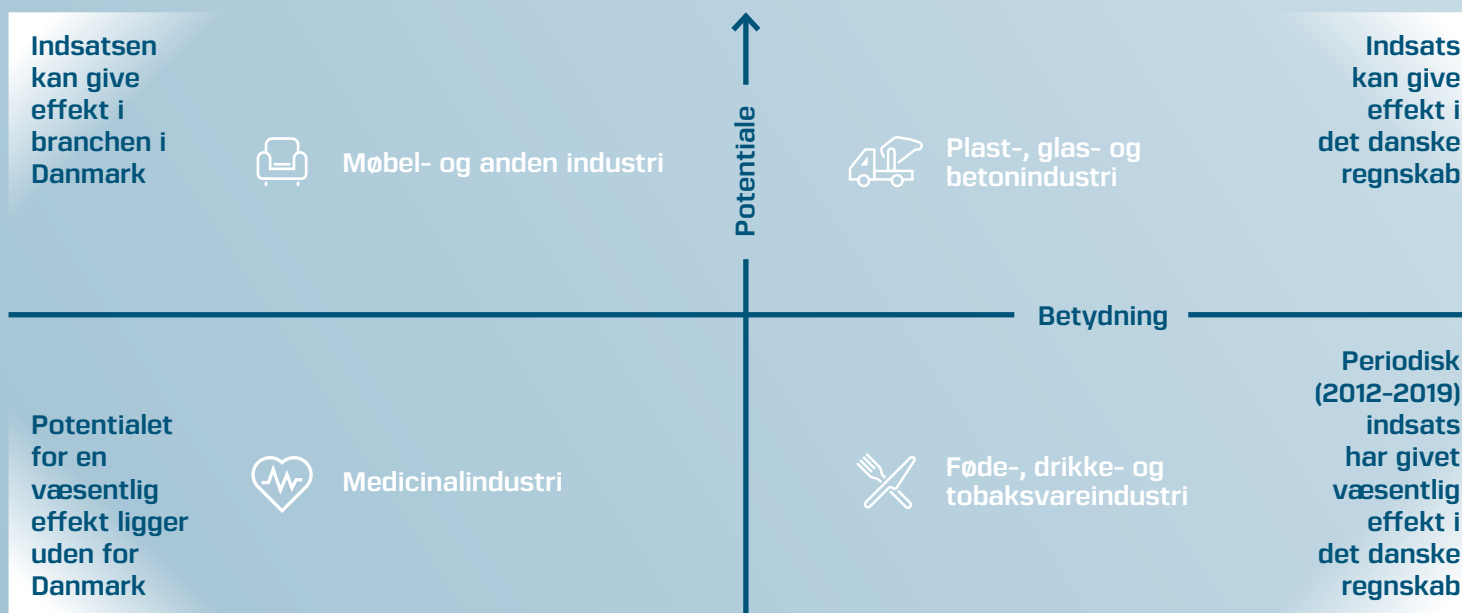 Indsatsen
kan give
effekt i
branchen i
Danmark
Møbel- og anden industri
Potentiale
Plast-, glas- og
betonindustri
Indsats
kan give
effekt i
det danske
regnskab
Betydning
Potentialet
for en
væsentlig
effekt ligger
uden for
Danmark
Medicinalindustri
Føde-, drikke- og
tobaksvareindustri
Periodisk
(2012-2019)
indsats
har givet
væsentlig
effekt i
det danske
regnskab